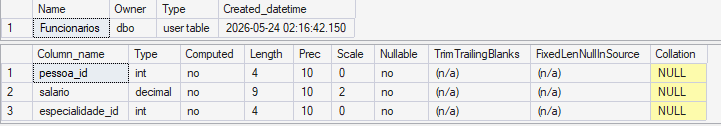 Name Owner Type Created_datetime
1 Funcionarios dbo user table 2026-05-24 02:16:42.150
Column_name Type Computed Length Prec Scale Nullable TrimTrailingBlanks FixedLenNullInSource Collation
1 pessoa_id int no 4 10 0 no (n/a) (n/a) NULL
2 salario decimal no 9 10 2 no (n/a) (n/a) NULL
3 especialidade_id int no 4 10 0 no (n/a) (n/a) NULL